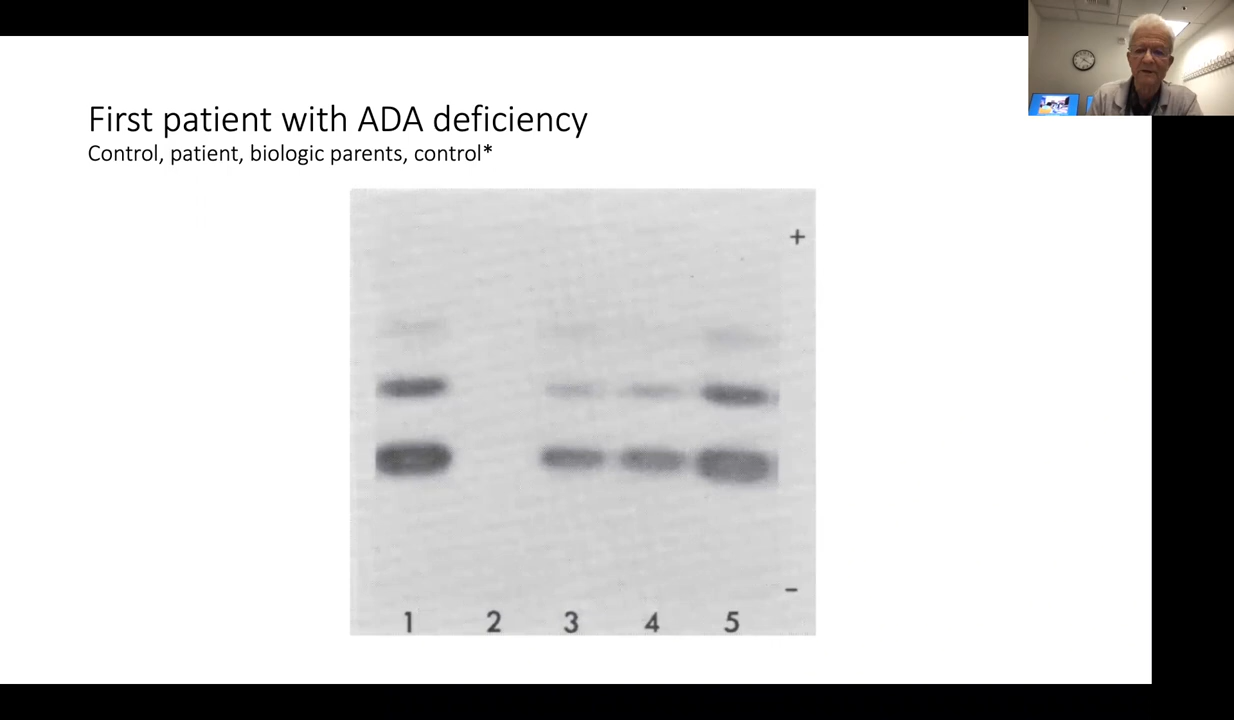 First patient with ADA deficiency
Control, patient, biologic parents, control*
+
−
1 2 3 4 5